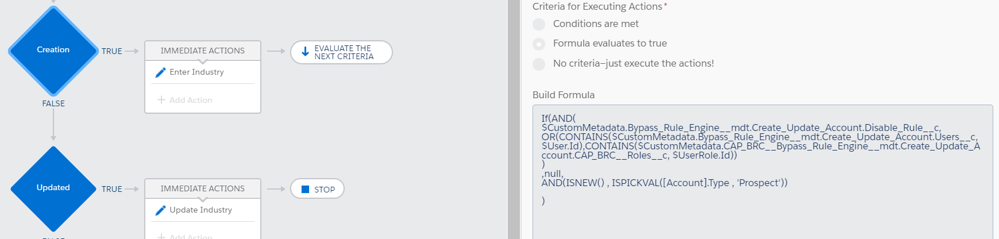 Creation
TRUE
IMMEDIATE ACTIONS
Enter Industry
+ Add Action
EVALUATE THE
NEXT CRITERIA
FALSE
Updated
TRUE
IMMEDIATE ACTIONS
Update Industry
+ Add Action
STOP
FALSE
Criteria for Executing Actions*
Conditions are met
Formula evaluates to true
No criteria—just execute the actions!
Build Formula
If(AND(
$CustomMetadata.Bypass_Rule_Engine__mdt.Create_Update_Account.Disable_Rule__c,
OR(CONTAINS($CustomMetadata.Bypass_Rule_Engine__mdt.Create_Update_Account.Users__c,
$User.Id),CONTAINS($CustomMetadata.CAP_BRC__Bypass_Rule_Engine__mdt.Create_Update_A
ccount.CAP_BRC__Roles__c, $UserRole.Id))
)
,null,
AND(ISNEW() , ISPICKVAL([Account].Type , 'Prospect'))
)